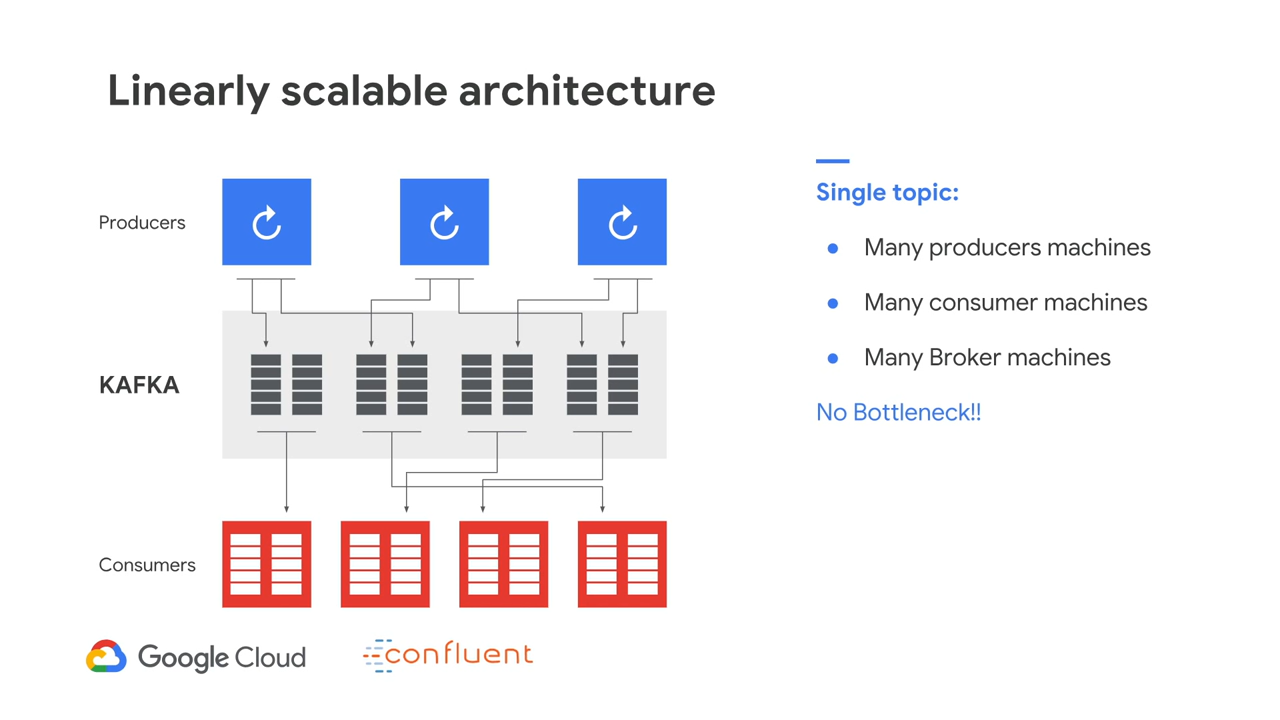 Linearly scalable architecture
Producers
KAFKA
Consumers
Single topic:
Many producers machines
Many consumer machines
Many Broker machines
No Bottleneck!!
Google Cloud
confluent